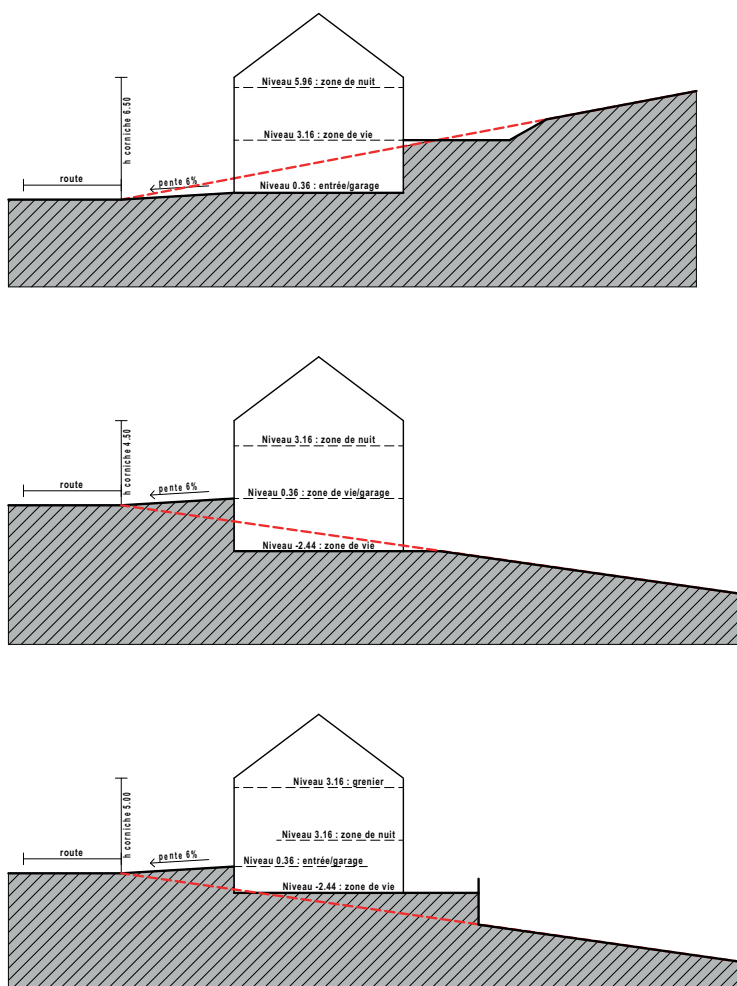 Niveau 5.96 : zone de nuit
h corniche 6.50
Niveau 3.16 : zone de vie
route
pente 6%
Niveau 0.36 : entrée/garage
h corniche 4.50
Niveau 3.16 : zone de nuit
route
pente 6%
Niveau 0.36 : zone de vie/garage
Niveau -2.44 : zone de vie
h corniche 5.00
Niveau 3.16 : grenier
Niveau 3.16 : zone de nuit
route
pente 6%
Niveau 0.36 : entrée/garage
Niveau -2.44 : zone de vie